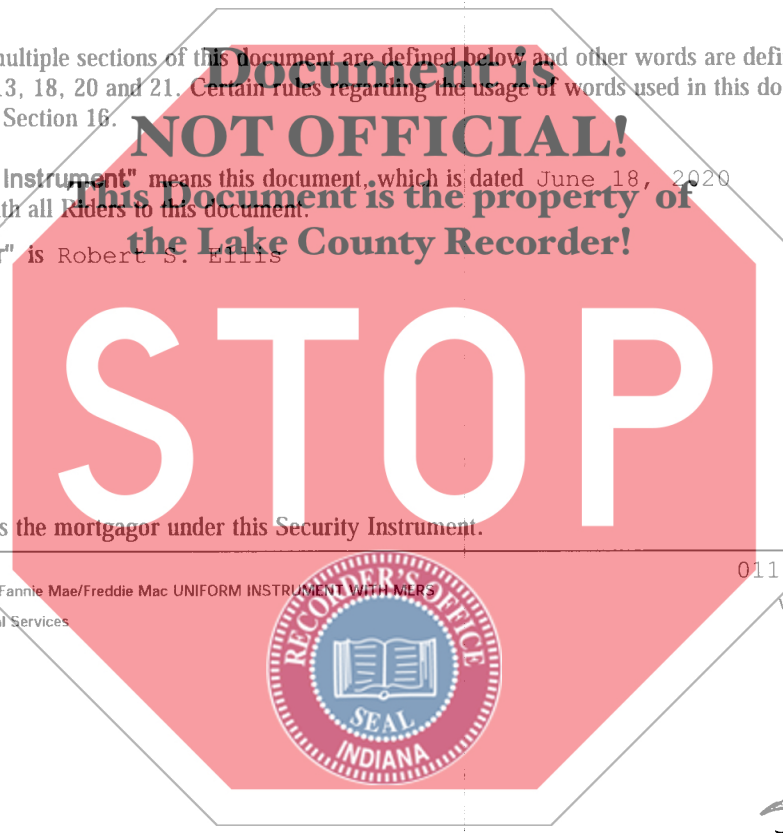 multiple sections of this document are defined below and other words are defi
13, 18, 20 and 21. Certain rules regarding the usage of words used in this do
Section 16.
Document is
NOT OFFICIAL!
This Document is the property of
the Lake County Recorder!
Instrument" means this document, which is dated June 18, 2020
th all Riders to this document.
r" is Robert S. Ellis
STOP
s the mortgagor under this Security Instrument.
Fannie Mae/Freddie Mac UNIFORM INSTRUMENT WITH MERS
011
al Services
RECORDER'S OFFICE
SEAL
INDIANA